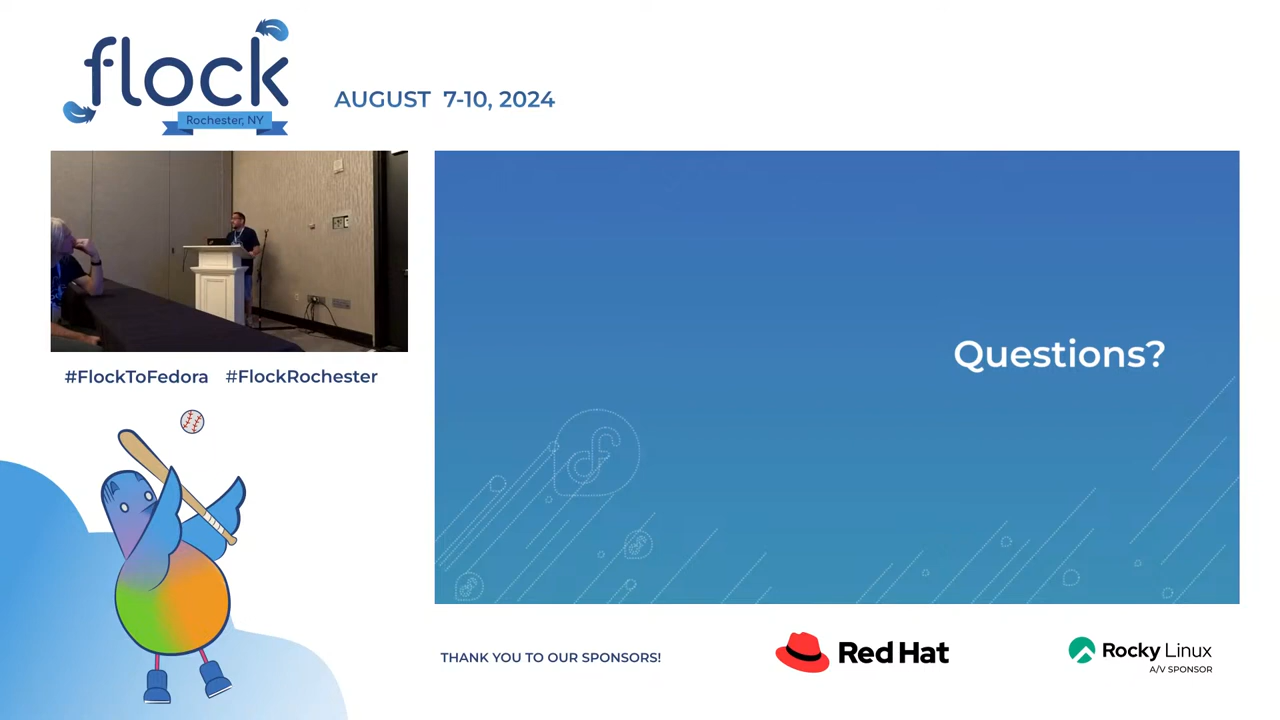 flock
Rochester, NY
AUGUST 7-10, 2024
#FlockToFedora #FlockRochester
Questions?
THANK YOU TO OUR SPONSORS!
Red Hat
Rocky Linux
A/V SPONSOR